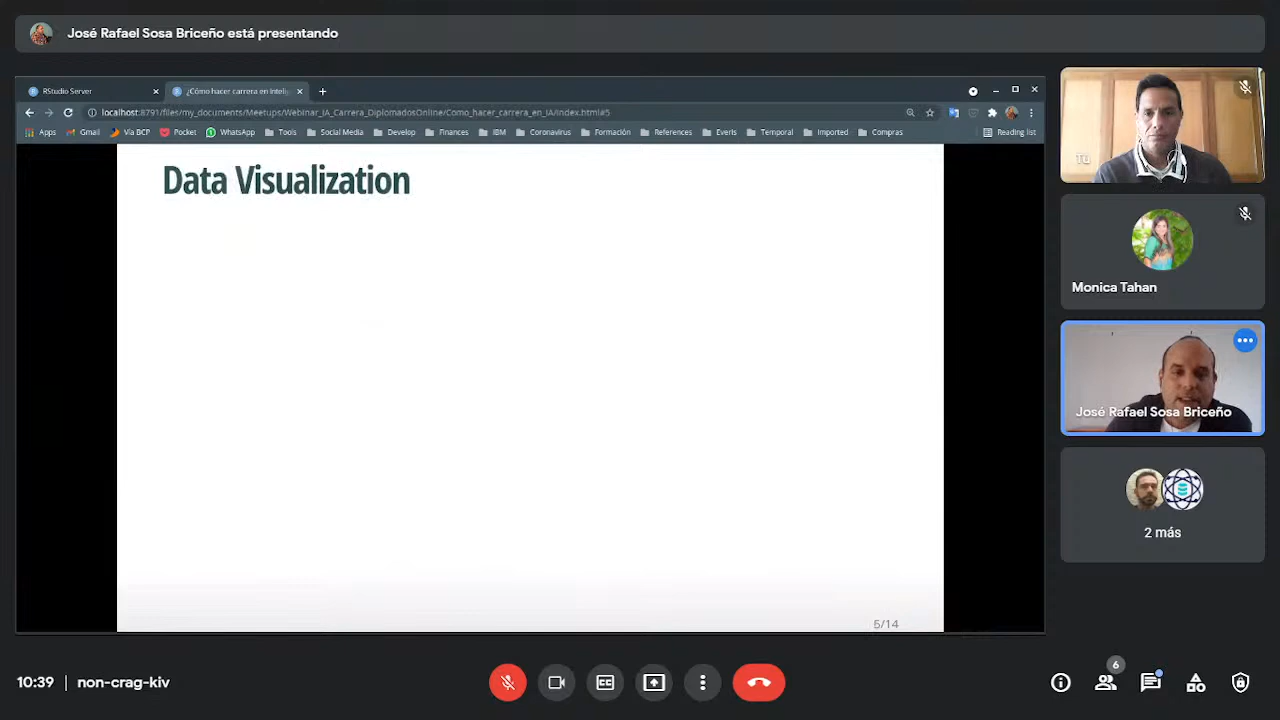 José Rafael Sosa Briceño está presentando
RStudio Server
¿Cómo hacer carrera en Intelig
localhost:8791/files/my_documents/Meetups/Webinar_IA_Carrera_DiplomadosOnline/Como_hacer_carrera_en_IA/index.html#5
Apps Gmail Vía BCP Pocket WhatsApp Tools Social Media Develop Finances IBM Coronavirus Formación References Everis Temporal Imported Compras Reading list
Data Visualization
5/14
Tú
Monica Tahan
José Rafael Sosa Briceño
2 más
10:39 | non-crag-kiv
6